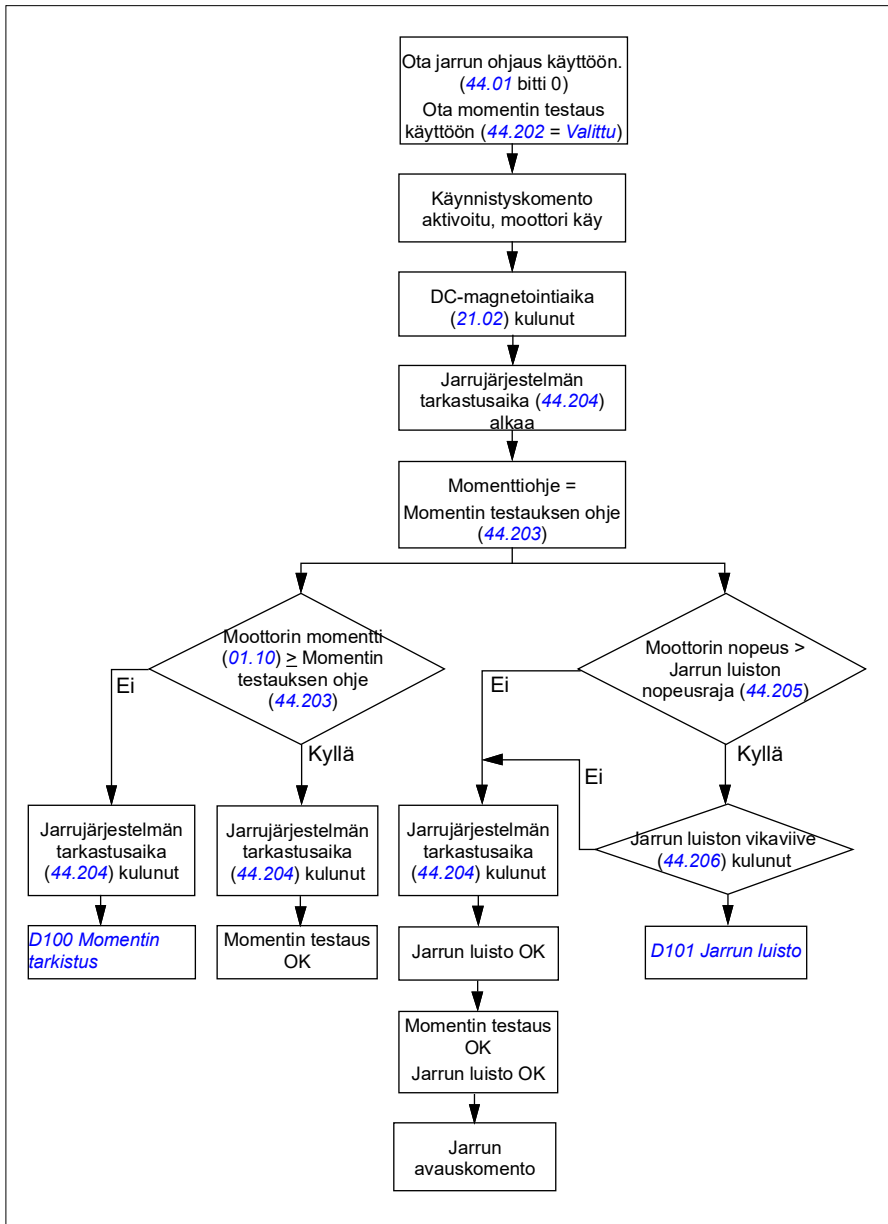 Ota jarrun ohjaus käyttöön.
(44.01 bitti 0)
Ota momentin testaus
käyttöön (44.202 = Valittu)
Käynnistyskomento
aktivoitu, moottori käy
DC-magnetointiaika
(21.02) kulunut
Jarrujärjestelmän
tarkastusaika (44.204)
alkaa
Momenttiohje =
Momentin testauksen ohje
(44.203)
Moottorin momentti
(01.10) ≥ Momentin
testauksen ohje
(44.203)
Moottorin nopeus >
Jarrun luiston
nopeusraja (44.205)
Ei
Ei
Kyllä
Kyllä
Ei
Jarrujärjestelmän
tarkastusaika
(44.204) kulunut
Jarrujärjestelmän
tarkastusaika
(44.204) kulunut
Jarrujärjestelmän
tarkastusaika
(44.204) kulunut
Jarrun luiston vikaviive
(44.206) kulunut
D100 Momentin
tarkistus
Momentin testaus
OK
Jarrun luisto OK
D101 Jarrun luisto
Momentin testaus
OK
Jarrun luisto OK
Jarrun
avauskomento